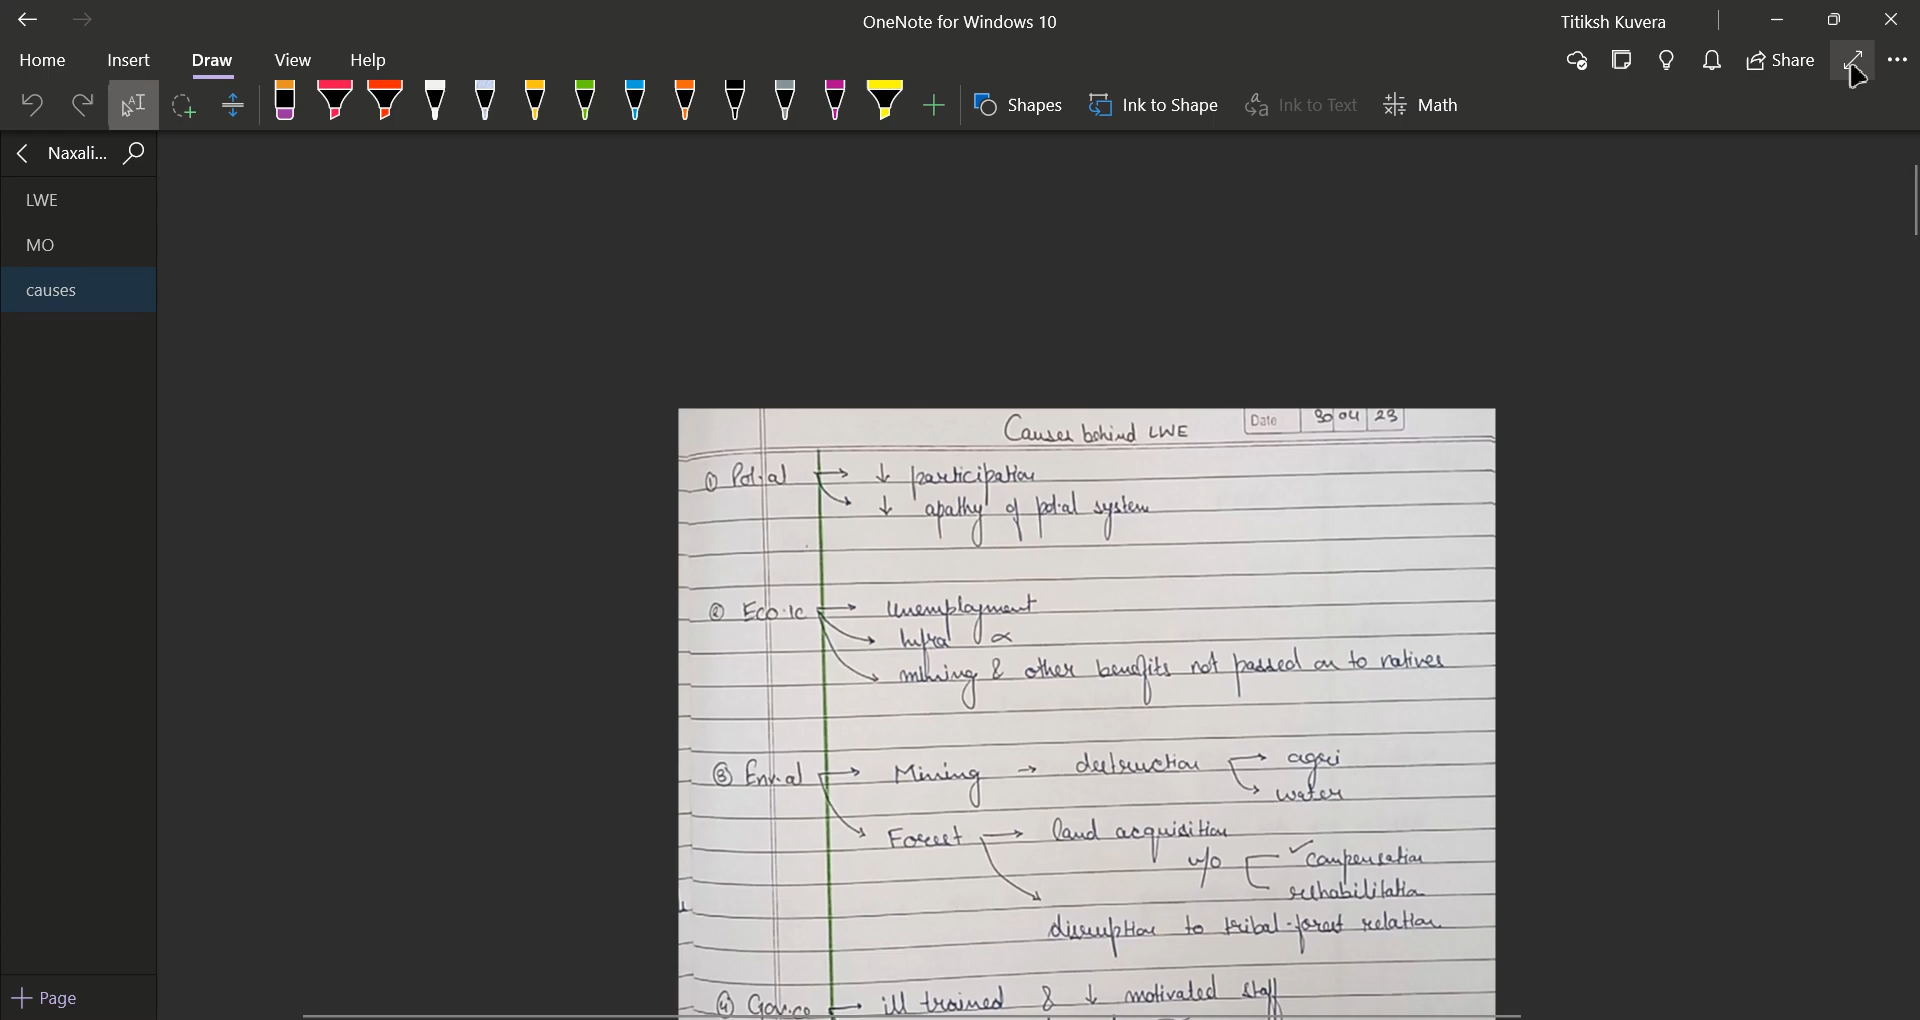 OneNote for Windows 10
Titiksh Kuvera
Home Insert Draw View Help
Share
Shapes Ink to Shape Ink to Text Math
Naxali...
LWE
MO
causes
Page
Causes behind LWE
Date 30 04 23
① Pol.al → ↓ participation
↓ apathy of pol.al system
② Eco.ic → Unemployment
Infra ∝
mining & other benefits not passed on to natives
③ Env.al → Mining → destruction → agri
water
Forest → land acquisition
w/o ✓ compensation
rehabilitation
disruption to tribal-forest relation
④ Gov.ce → ill trained & ↓ motivated staff